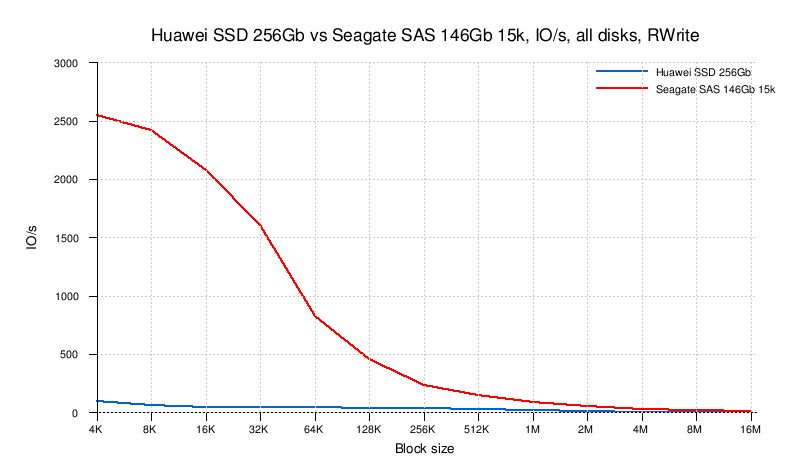 Huawei SSD 256Gb vs Seagate SAS 146Gb 15k, IO/s, all disks, RWrite
3000
Huawei SSD 256Gb
Seagate SAS 146Gb 15k
2500
2000
1500
IO/s
1000
500
0
4K 8K 16K 32K 64K 128K 256K 512K 1M 2M 4M 8M 16M
Block size